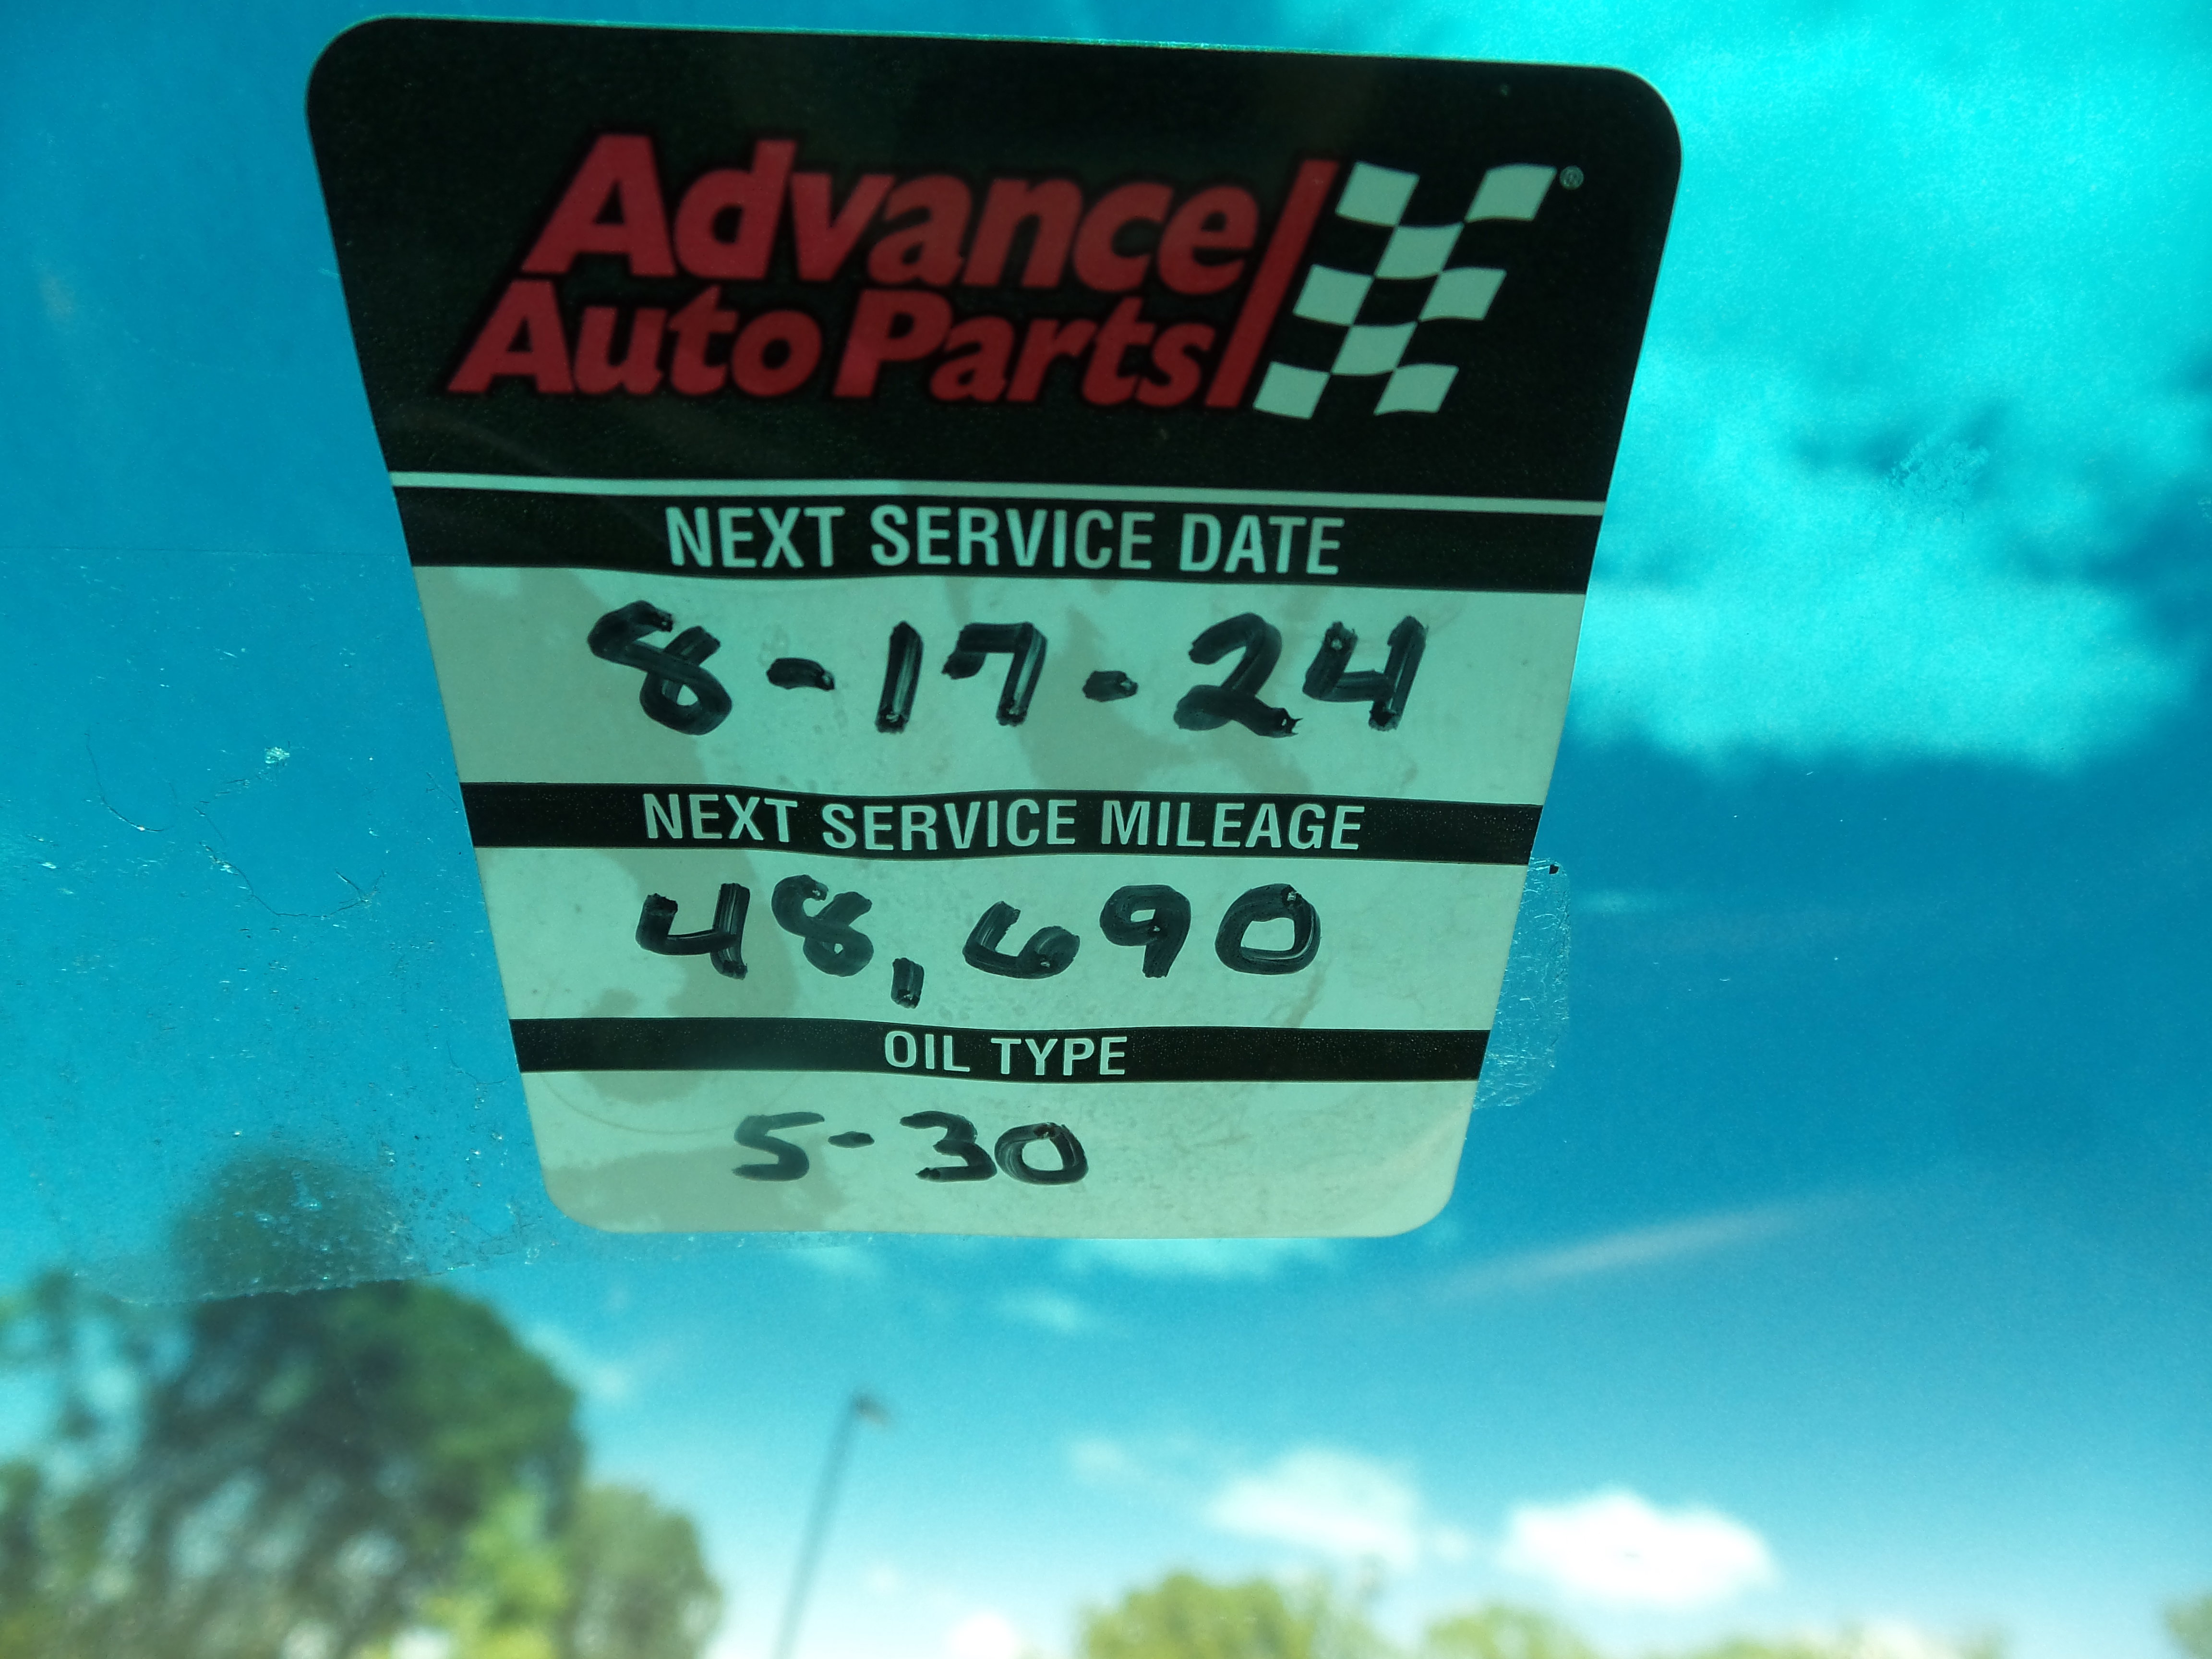 Advance
Auto Parts
®
NEXT SERVICE DATE
8-17-24
NEXT SERVICE MILEAGE
48,690
OIL TYPE
5-30